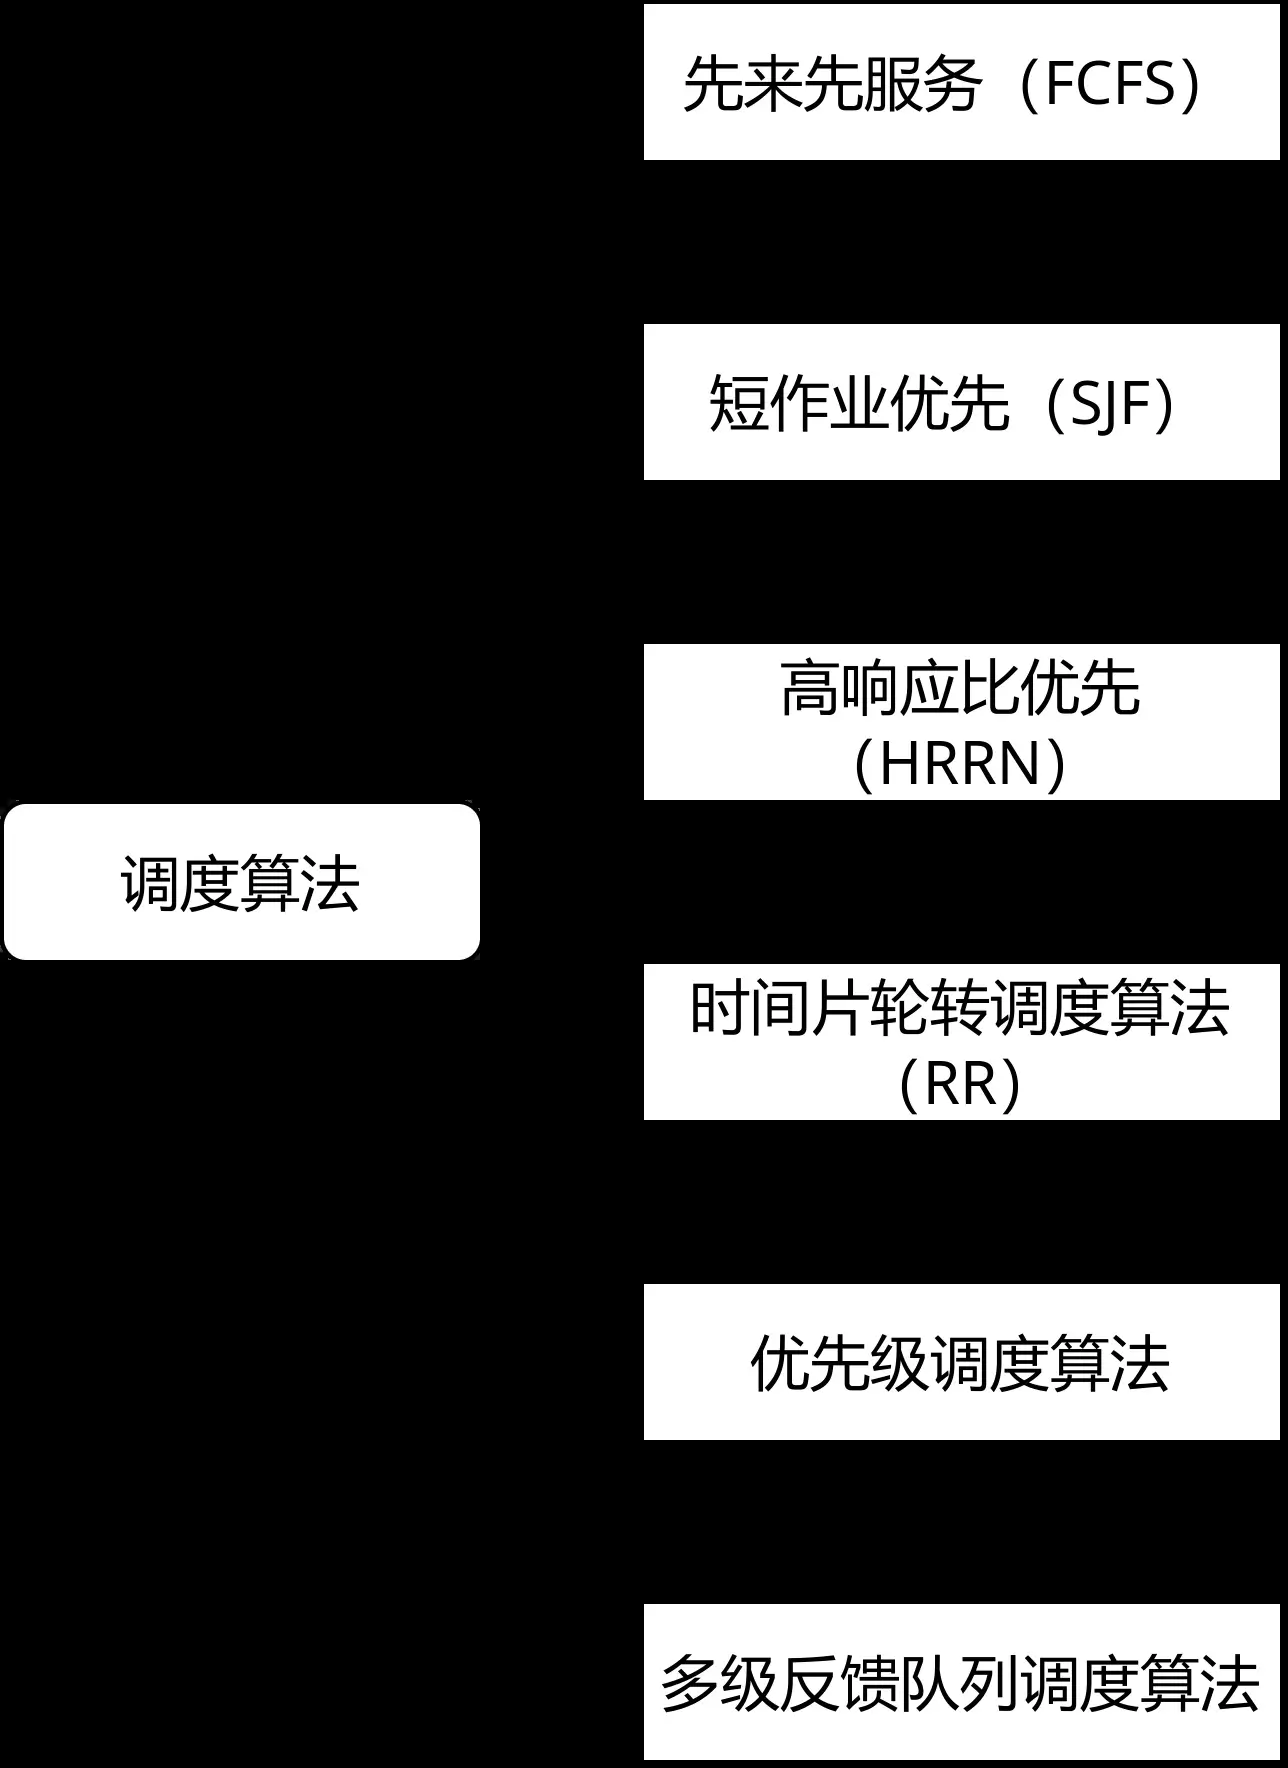 先来先服务（FCFS）
短作业优先（SJF）
高响应比优先
（HRRN）
调度算法
时间片轮转调度算法
（RR）
优先级调度算法
多级反馈队列调度算法